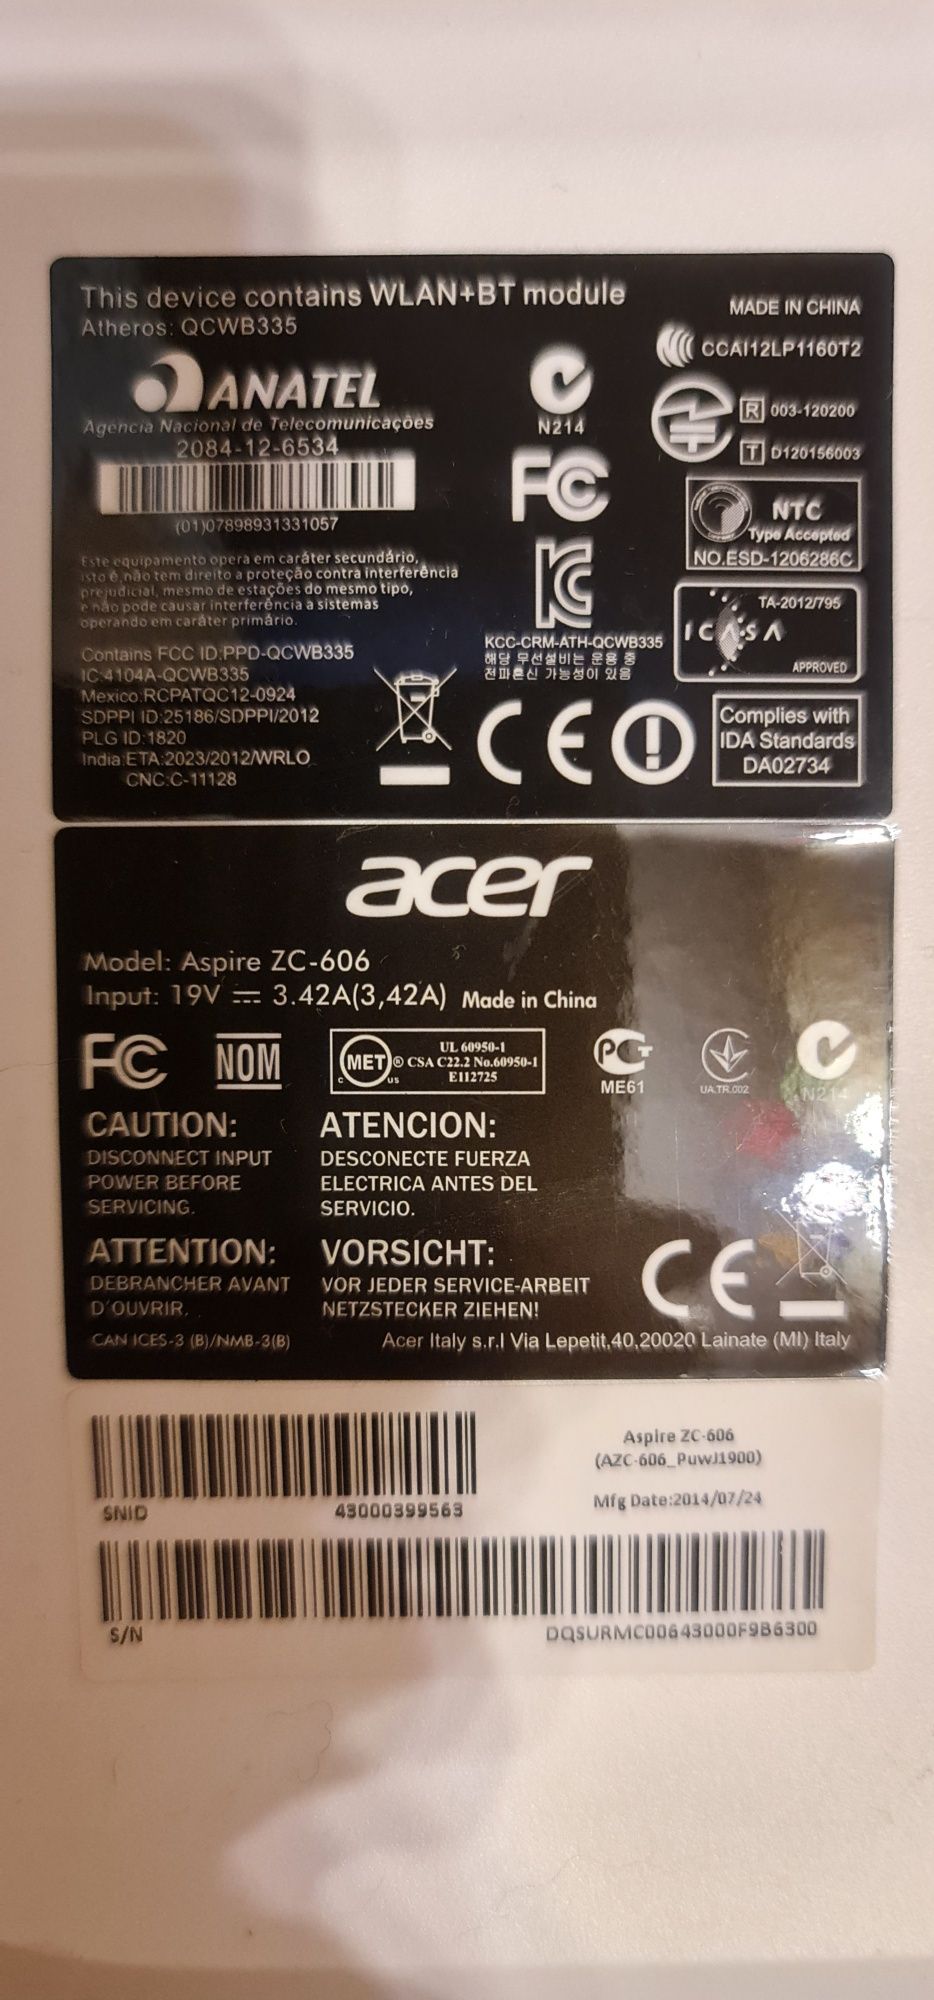 This device contains WLAN+BT module
Atheros: QCWB335
MADE IN CHINA
CCAI12LP1160T2
ANATEL
Agência Nacional de Telecomunicações
2084-12-6534
(01)07898931331057
N214
FC
R 003-120200
T D120156003
NTC
Type Accepted
NO.ESD-1206286C
Este equipamento opera em caráter secundário,
isto é,não tem direito a proteção contra interferência
prejudicial, mesmo de estações do mesmo tipo,
e não pode causar interferência a sistemas
operando em caráter primário.
KCC-CRM-ATH-QCWB335
해당 무선설비는 운용 중
전파혼신 가능성이 있음
TA-2012/795
ICASA
APPROVED
Contains FCC ID:PPD-QCWB335
IC:4104A-QCWB335
Mexico:RCPATQC12-0924
SDPPI ID:25186/SDPPI/2012
PLG ID:1820
India:ETA:2023/2012/WRLO
CNC:C-11128
CE
Complies with
IDA Standards
DA02734
acer
Model: Aspire ZC-606
Input: 19V ⎓ 3.42A(3,42A) Made in China
FC
NOM
c MET ® us
UL 60950-1
CSA C22.2 No.60950-1
E112725
ME61
UA.TR.002
N214
CAUTION:
DISCONNECT INPUT
POWER BEFORE
SERVICING.
ATENCION:
DESCONECTE FUERZA
ELECTRICA ANTES DEL
SERVICIO.
ATTENTION:
DEBRANCHER AVANT
D'OUVRIR.
VORSICHT:
VOR JEDER SERVICE-ARBEIT
NETZSTECKER ZIEHEN!
CE
CAN ICES-3 (B)/NMB-3(B)
Acer Italy s.r.l Via Lepetit,40,20020 Lainate (MI) Italy
SNID 43000399563
Aspire ZC-606
(AZC-606_PuwJ1900)
Mfg Date:2014/07/24
S/N DQSURMC00643000F9B6300